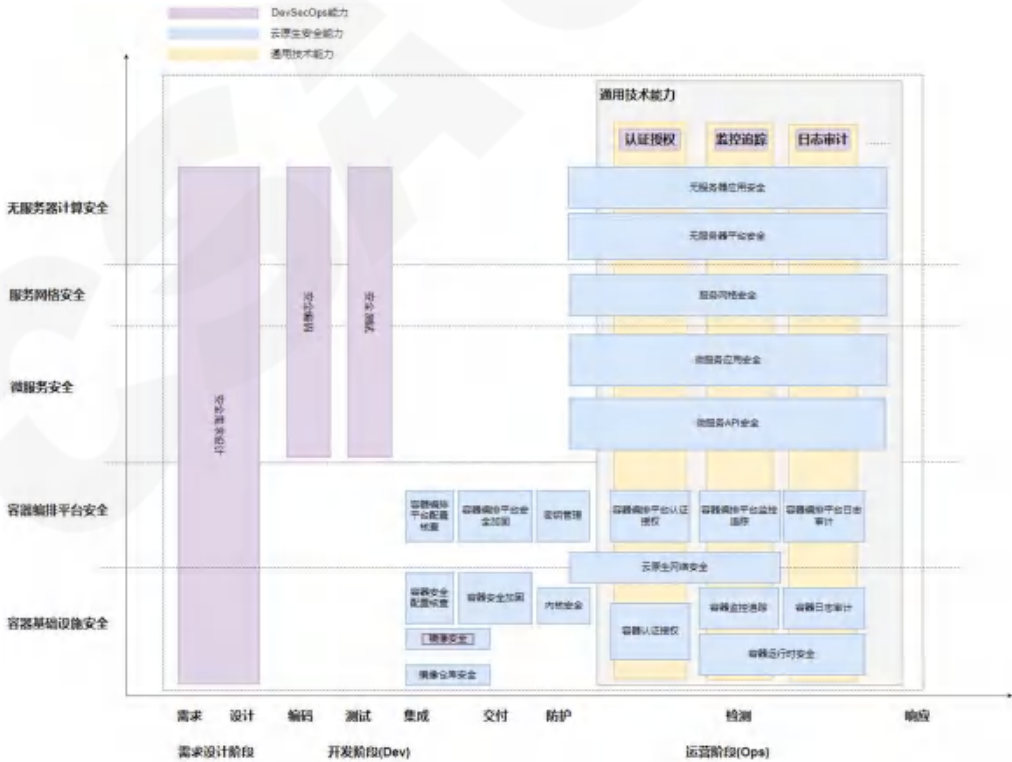 DevSecOps能力
云原生安全能力
通用技术能力
通用技术能力
认证授权
监控追踪
日志审计
......
无服务器计算安全
无服务器应用安全
无服务器平台安全
服务网格安全
服务网格安全
微服务安全
微服务应用安全
微服务API安全
安全需求设计
安全编码
安全测试
容器编排平台安全
容器编排
平台配置
核查
容器编排平台安
全加固
密钥管理
容器编排平台认证
授权
容器编排平台监控
追踪
容器编排平台日志
审计
云原生网络安全
容器基础设施安全
容器安全
配置核查
容器安全加固
内核安全
镜像安全
镜像仓库安全
容器认证授权
容器监控追踪
容器日志审计
容器运行时安全
需求
设计
编码
测试
集成
交付
防护
检测
响应
需求设计阶段
开发阶段(Dev)
运营阶段(Ops)